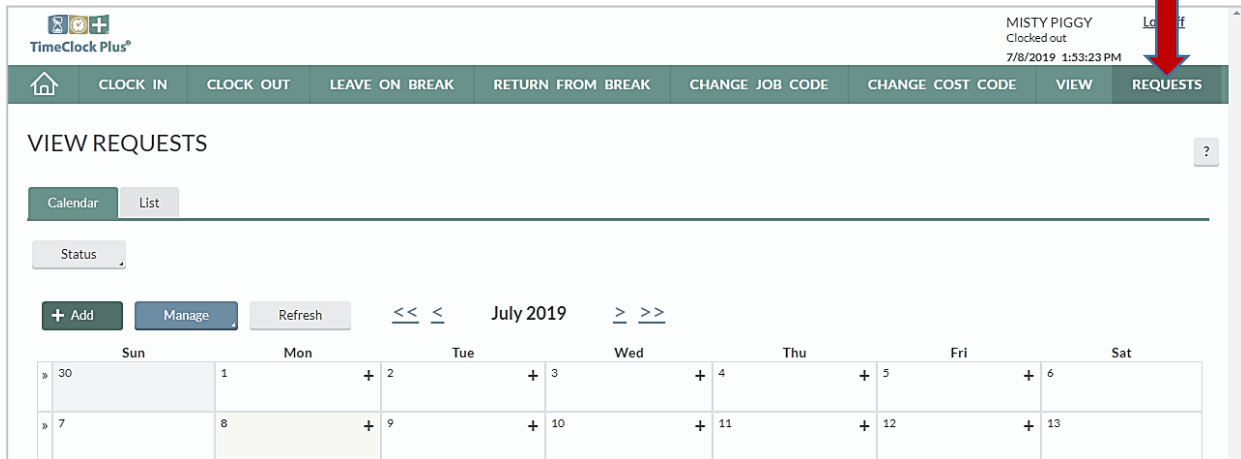 TimeClock Plus®
MISTY PIGGY
Clocked out
7/8/2019 1:53:23 PM
CLOCK IN CLOCK OUT LEAVE ON BREAK RETURN FROM BREAK CHANGE JOB CODE CHANGE COST CODE VIEW REQUESTS
VIEW REQUESTS
?
Calendar List
Status
+ Add Manage Refresh << < July 2019 > >>
Sun Mon Tue Wed Thu Fri Sat
» 30 1 + 2 + 3 + 4 + 5 + 6
» 7 8 + 9 + 10 + 11 + 12 + 13